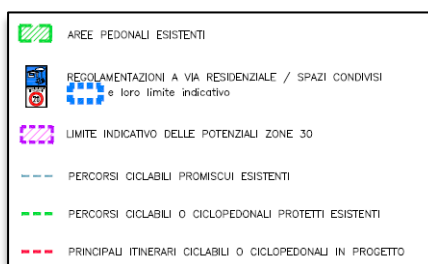 AREE PEDONALI ESISTENTI
REGOLAMENTAZIONI A VIA RESIDENZIALE / SPAZI CONDIVISI
e loro limite indicativo
LIMITE INDICATIVO DELLE POTENZIALI ZONE 30
PERCORSI CICLABILI PROMISCUI ESISTENTI
PERCORSI CICLABILI O CICLOPEDONALI PROTETTI ESISTENTI
PRINCIPALI ITINERARI CICLABILI O CICLOPEDONALI IN PROGETTO